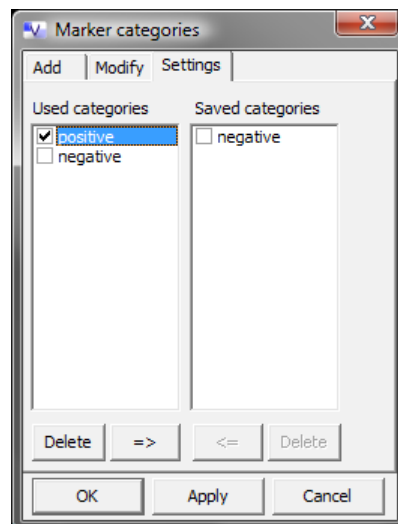 Marker categories
Add Modify Settings
Used categories Saved categories
positive negative
negative
Delete => <= Delete
OK Apply Cancel